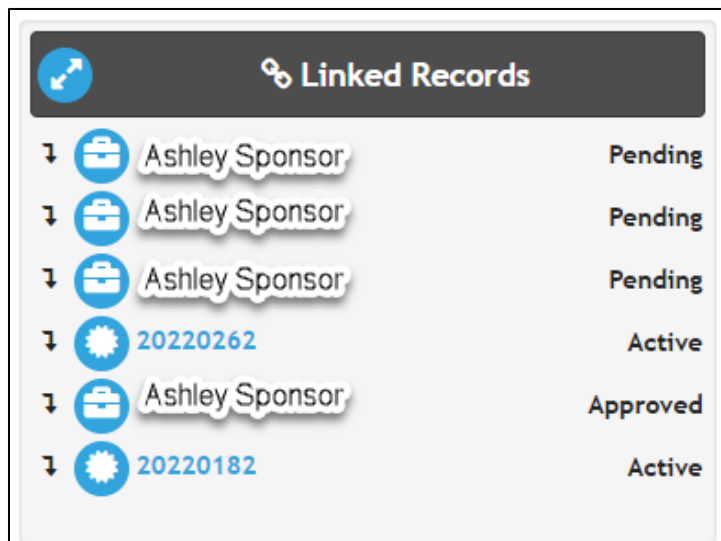 Linked Records
Ashley Sponsor Pending
Ashley Sponsor Pending
Ashley Sponsor Pending
20220262 Active
Ashley Sponsor Approved
20220182 Active